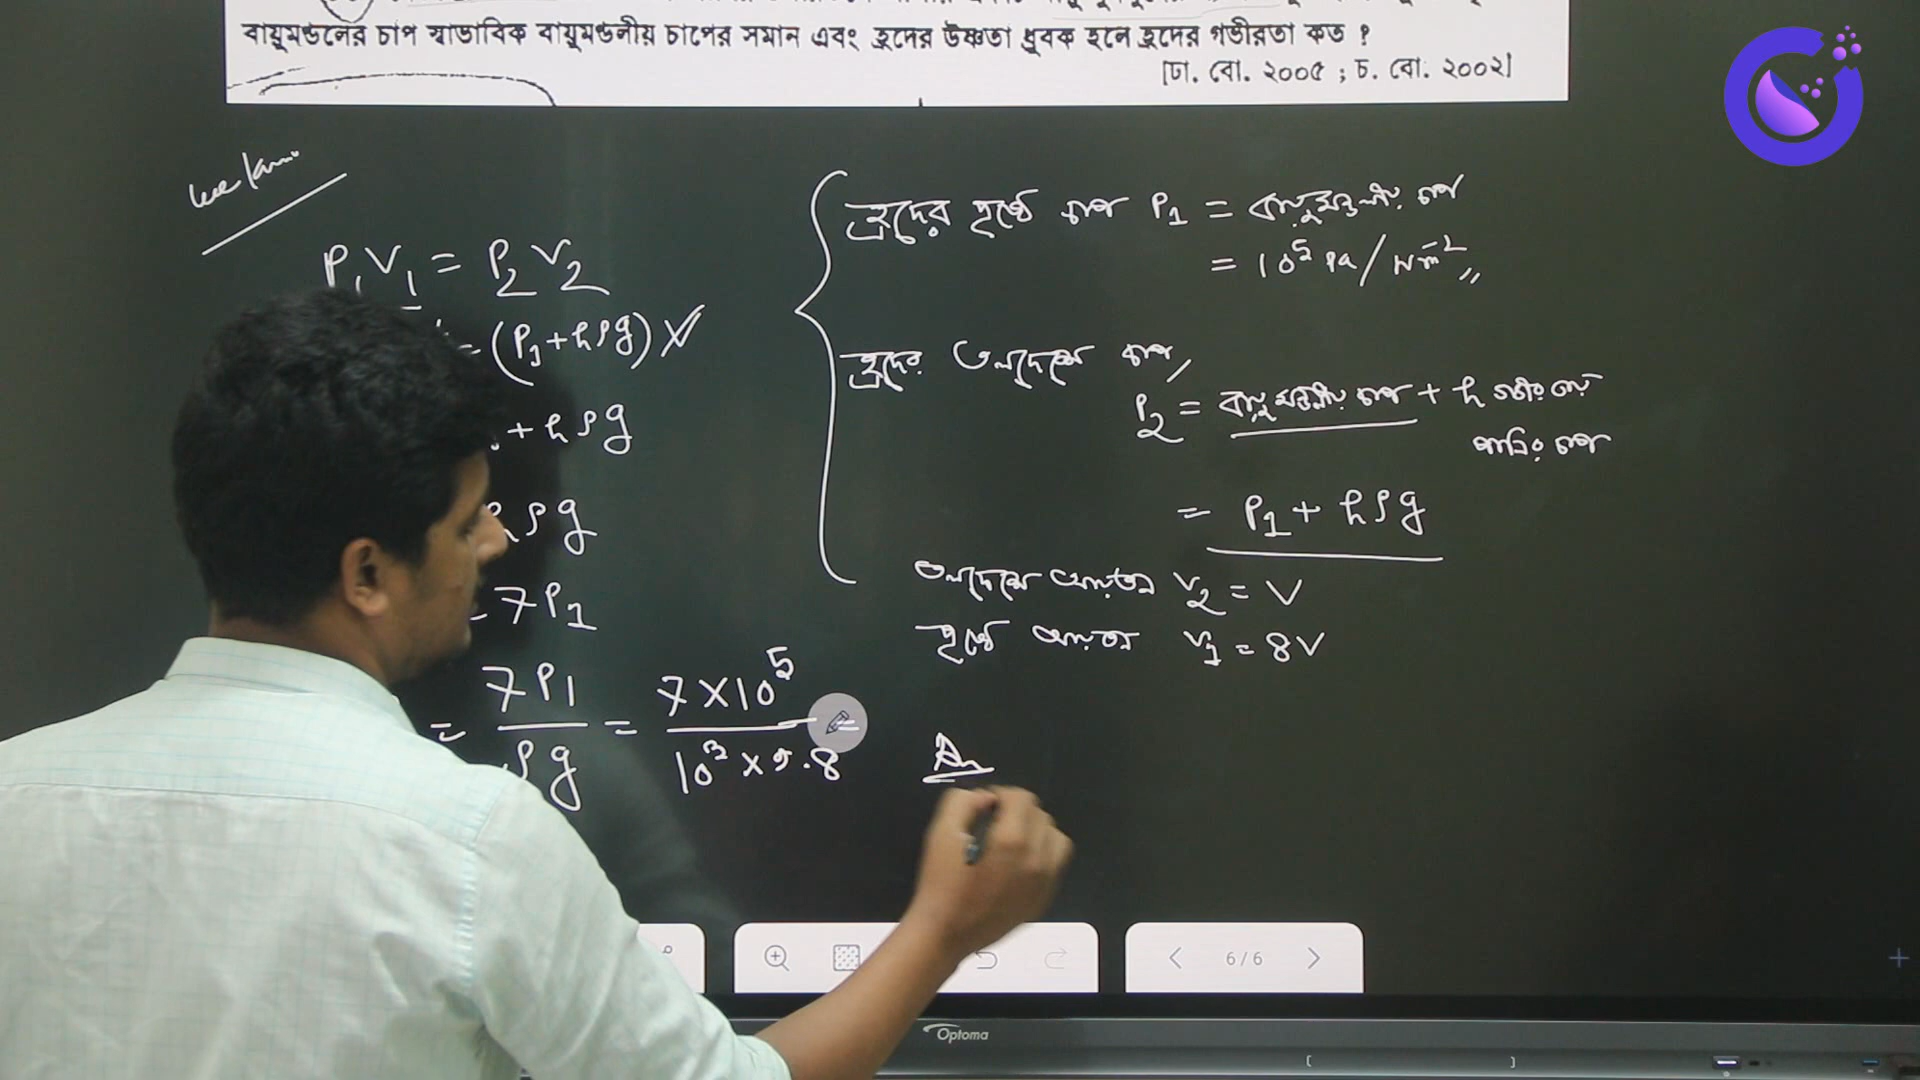 বায়ুমণ্ডলের চাপ স্বাভাবিক বায়ুমণ্ডলীয় চাপের সমান এবং হ্রদের উষ্ণতা ধ্রুবক হলে হ্রদের গভীরতা কত ?
[ঢা. বো. ২০০৫ ; চ. বো. ২০০২]
P₁V₁ = P₂V₂
= (P₁ + hρg) V
+ hρg
hρg
= 7P₁
= 7P₁ / ρg = 7 × 10⁵ / 10³ × 9.8 =
Ans
হ্রদের পৃষ্ঠে চাপ P₁ = বায়ুমণ্ডলীয় চাপ
= 10⁵ Pa / Nm⁻²
হ্রদের তলদেশে চাপ,
P₂ = বায়ুমণ্ডলীয় চাপ + h গভীরতায়
পানির চাপ
= P₁ + hρg
তলদেশে আয়তন V₂ = V
পৃষ্ঠে আয়তন V₁ = 8V
6/6
Optoma